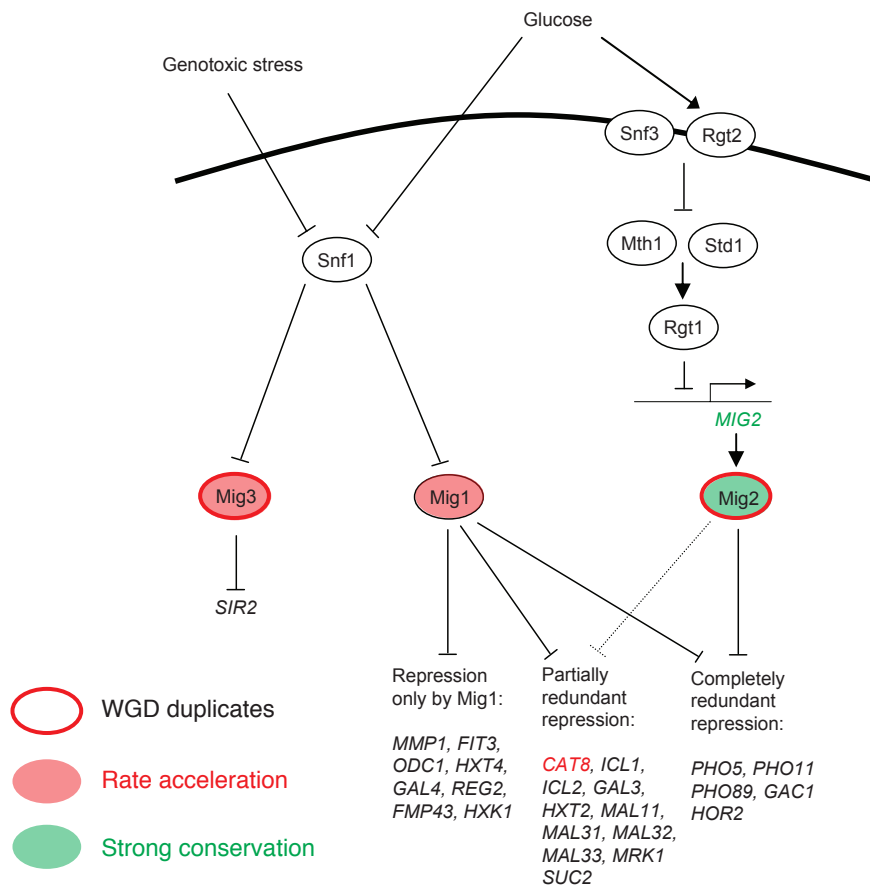 Glucose
Genotoxic stress
Snf3
Rgt2
Mth1
Std1
Snf1
Rgt1
MIG2
Mig3
Mig1
Mig2
SIR2
Repression
only by Mig1:
MMP1, FIT3,
ODC1, HXT4,
GAL4, REG2,
FMP43, HXK1
Partially
redundant
repression:
CAT8, ICL1,
ICL2, GAL3,
HXT2, MAL11,
MAL31, MAL32,
MAL33, MRK1
SUC2
Completely
redundant
repression:
PHO5, PHO11
PHO89, GAC1
HOR2
WGD duplicates
Rate acceleration
Strong conservation